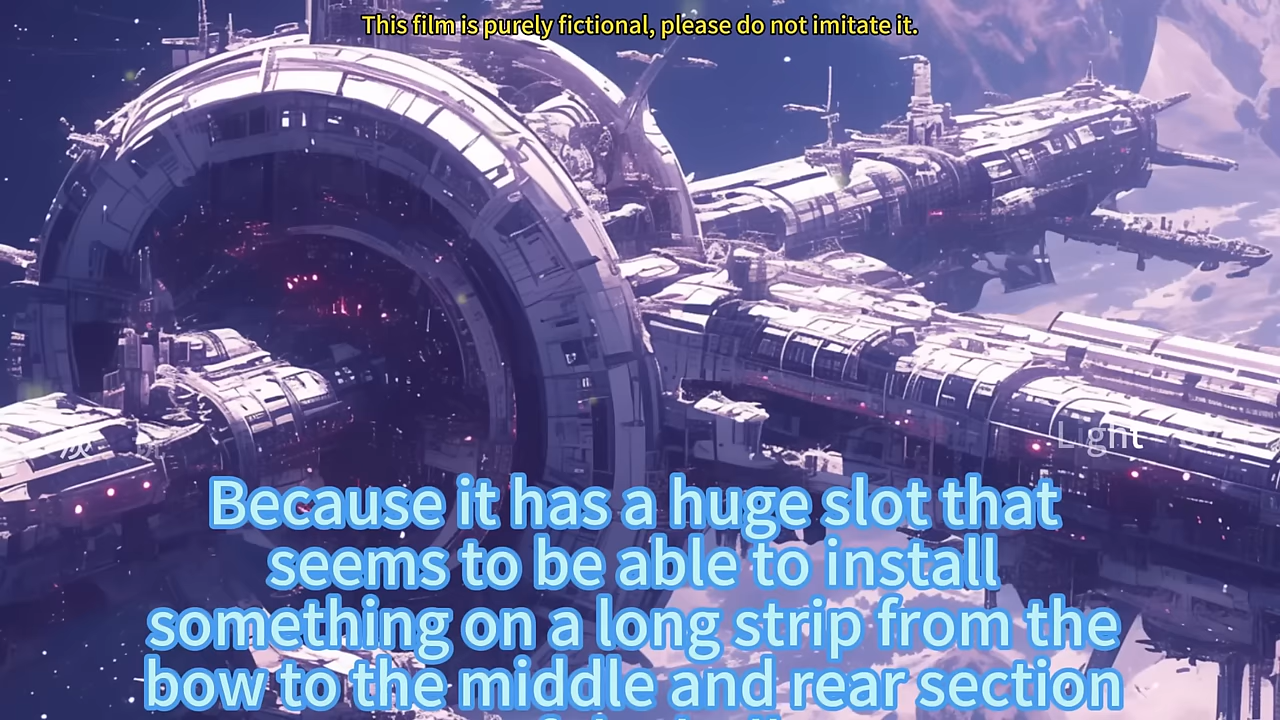 This film is purely fictional, please do not imitate it.
Light
Because it has a huge slot that
seems to be able to install
something on a long strip from the
bow to the middle and rear section